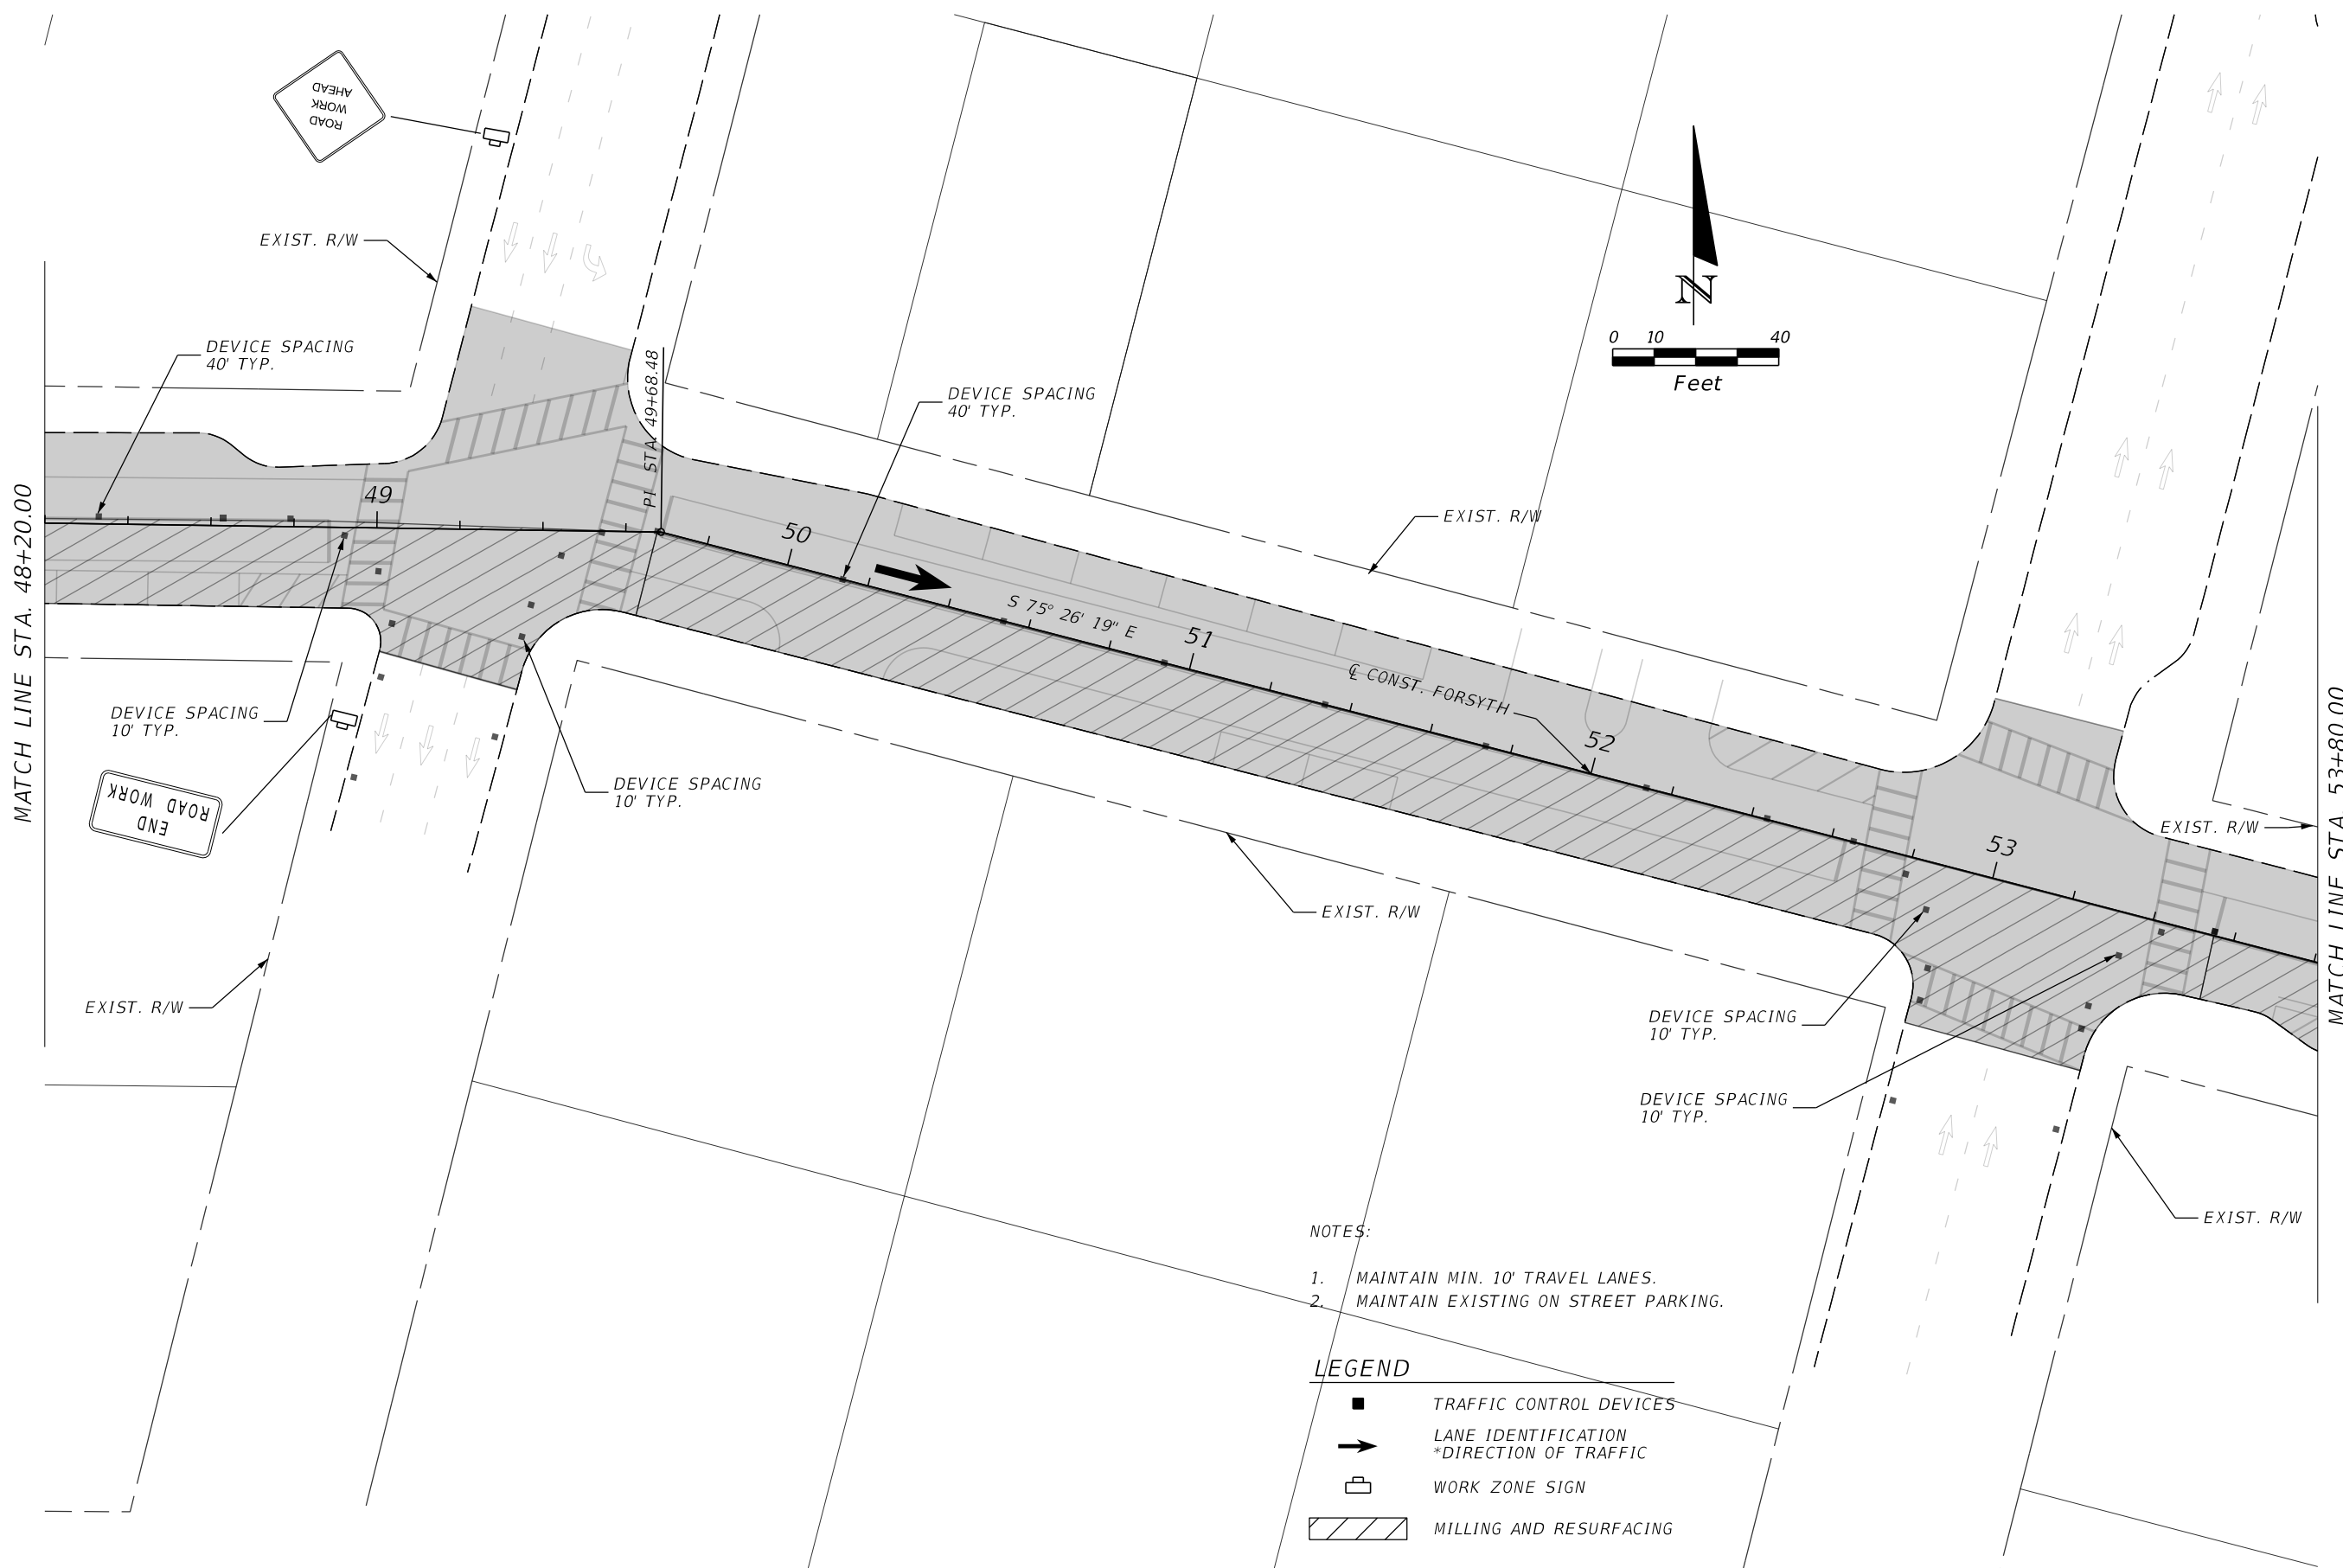 ROAD
WORK
AHEAD
EXIST. R/W
DEVICE SPACING
40' TYP.
MATCH LINE STA. 48+20.00
49
PI STA. 49+68.48
50
DEVICE SPACING
40' TYP.
N
0 10 40
Feet
EXIST. R/W
S 75° 26' 19" E
51
℄ CONST. FORSYTH
52
53
EXIST. R/W
MATCH LINE STA. 53+80.00
DEVICE SPACING
10' TYP.
END
ROAD WORK
DEVICE SPACING
10' TYP.
EXIST. R/W
EXIST. R/W
DEVICE SPACING
10' TYP.
DEVICE SPACING
10' TYP.
EXIST. R/W
NOTES:
1. MAINTAIN MIN. 10' TRAVEL LANES.
2. MAINTAIN EXISTING ON STREET PARKING.
LEGEND
TRAFFIC CONTROL DEVICES
LANE IDENTIFICATION
*DIRECTION OF TRAFFIC
WORK ZONE SIGN
MILLING AND RESURFACING